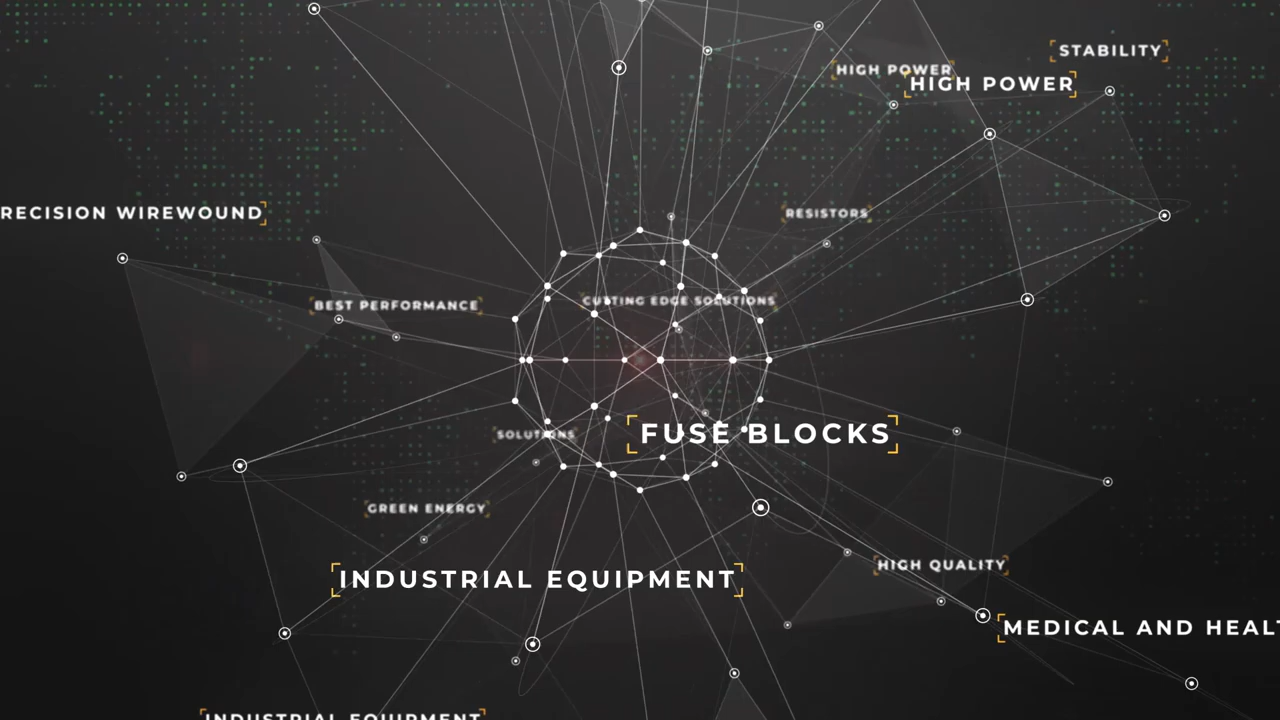 STABILITY
HIGH POWER
HIGH POWER
RECISION WIREWOUND
RESISTORS
CUTTING EDGE SOLUTIONS
BEST PERFORMANCE
FUSE BLOCKS
SOLUTIONS
GREEN ENERGY
HIGH QUALITY
INDUSTRIAL EQUIPMENT
MEDICAL AND HEALT
INDUSTRIAL EQUIPMENT